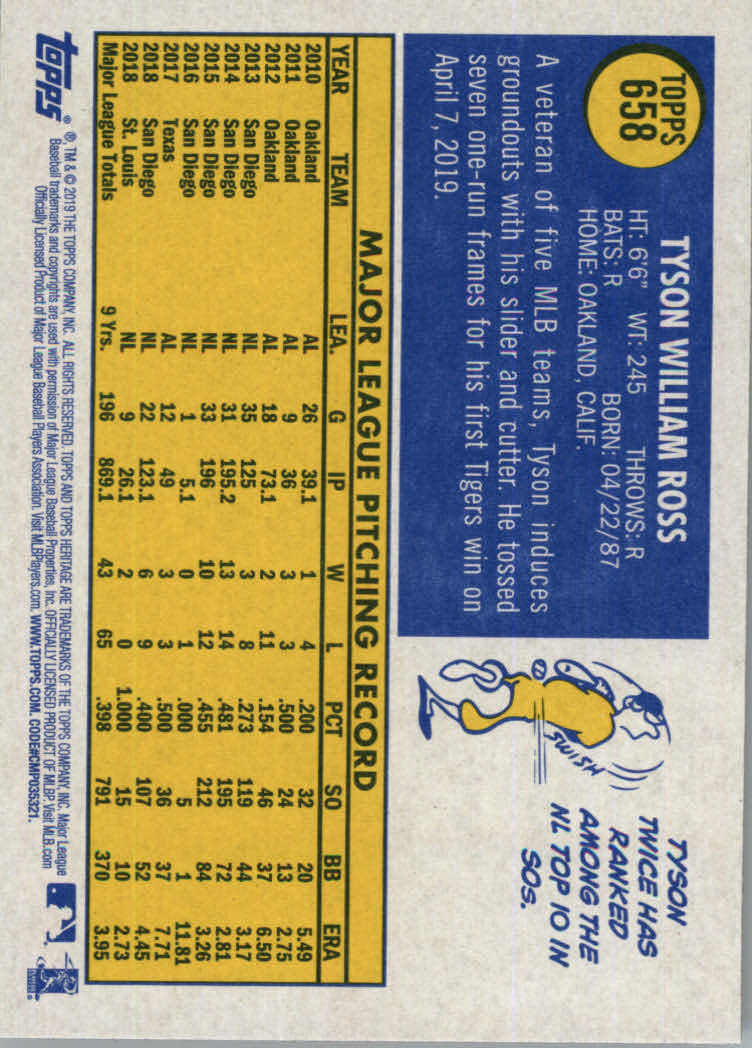 TOPPS
658
TYSON WILLIAM ROSS
HT: 6'6" WT: 245 THROWS: R
BATS: R BORN: 04/22/87
HOME: OAKLAND, CALIF.
A veteran of five MLB teams, Tyson induces
groundouts with his slider and cutter. He tossed
seven one-run frames for his first Tigers win on
April 7, 2019.
SWISH
TYSON
TWICE HAS
RANKED
AMONG THE
NL TOP 10 IN
SOs.
MAJOR LEAGUE PITCHING RECORD
YEAR TEAM LEA. G IP W L PCT SO BB ERA
2010 Oakland AL 26 39.1 1 4 .200 32 20 5.49
2011 Oakland AL 9 36 3 3 .500 24 13 2.75
2012 Oakland AL 18 73.1 2 11 .154 46 37 6.50
2013 San Diego NL 35 125 3 8 .273 119 44 3.17
2014 San Diego NL 31 195.2 13 14 .481 195 72 2.81
2015 San Diego NL 33 196 10 12 .455 212 84 3.26
2016 San Diego NL 1 5.1 0 1 .000 5 1 11.81
2017 Texas AL 12 49 3 3 .500 36 37 7.71
2018 San Diego NL 22 123.1 6 9 .400 107 52 4.45
2018 St. Louis NL 9 26.1 2 0 1.000 15 10 2.73
Major League Totals 9 Yrs. 196 869.1 43 65 .398 791 370 3.95
topps ® ®, TM & © 2019 THE TOPPS COMPANY, INC. ALL RIGHTS RESERVED. TOPPS AND TOPPS HERITAGE ARE TRADEMARKS OF THE TOPPS COMPANY, INC. Major League
Baseball trademarks and copyrights are used with permission of Major League Baseball Properties, Inc. OFFICIALLY LICENSED PRODUCT OF MLBP. Visit MLB.com
Officially Licensed Product of Major League Baseball Players Association. Visit MLBPlayers.com. WWW.TOPPS.COM. CODE#CMP035321.